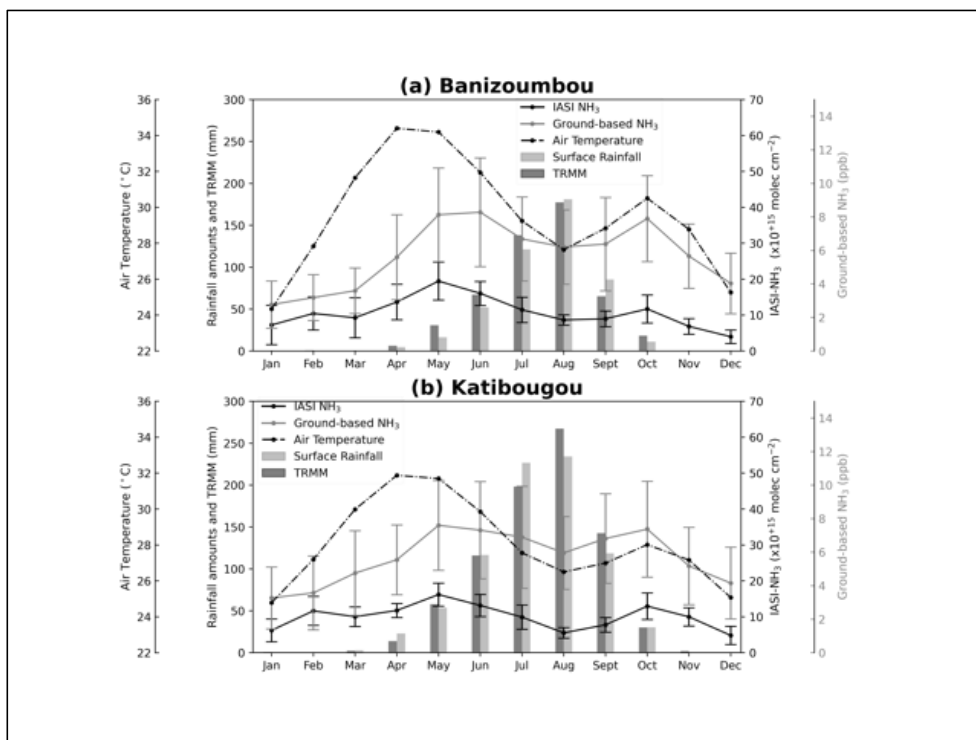 (a) Banizoumbou
36
34
32
30
28
26
24
22
Air Temperature (°C)
300
250
200
150
100
50
0
Rainfall amounts and TRMM (mm)
IASI NH₃
Ground-based NH₃
Air Temperature
Surface Rainfall
TRMM
70
60
50
40
30
20
10
0
IASI-NH₃ (x10⁺¹⁵ molec cm⁻²)
14
12
10
8
6
4
2
0
Ground-based NH₃ (ppb)
Jan Feb Mar Apr May Jun Jul Aug Sept Oct Nov Dec
(b) Katibougou
36
34
32
30
28
26
24
22
Air Temperature (°C)
300
250
200
150
100
50
0
Rainfall amounts and TRMM (mm)
IASI NH₃
Ground-based NH₃
Air Temperature
Surface Rainfall
TRMM
70
60
50
40
30
20
10
0
IASI-NH₃ (x10⁺¹⁵ molec cm⁻²)
14
12
10
8
6
4
2
0
Ground-based NH₃ (ppb)
Jan Feb Mar Apr May Jun Jul Aug Sept Oct Nov Dec